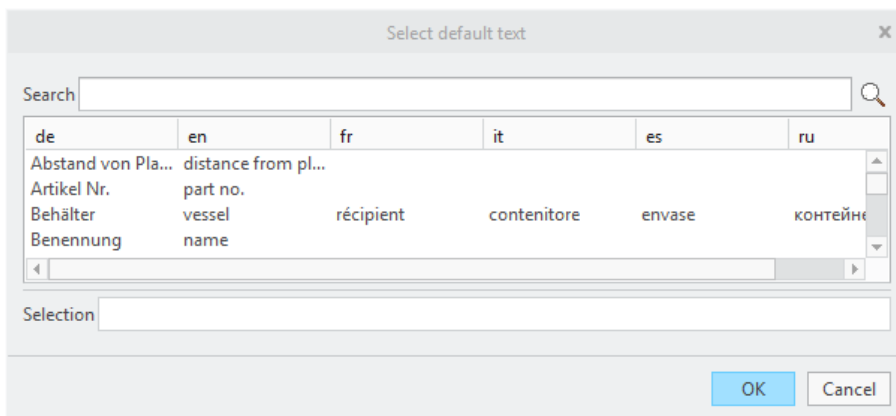 Select default text
Search
de en fr it es ru
Abstand von Pla... distance from pl...
Artikel Nr. part no.
Behälter vessel récipient contenitore envase контейне
Benennung name
Selection
OK Cancel